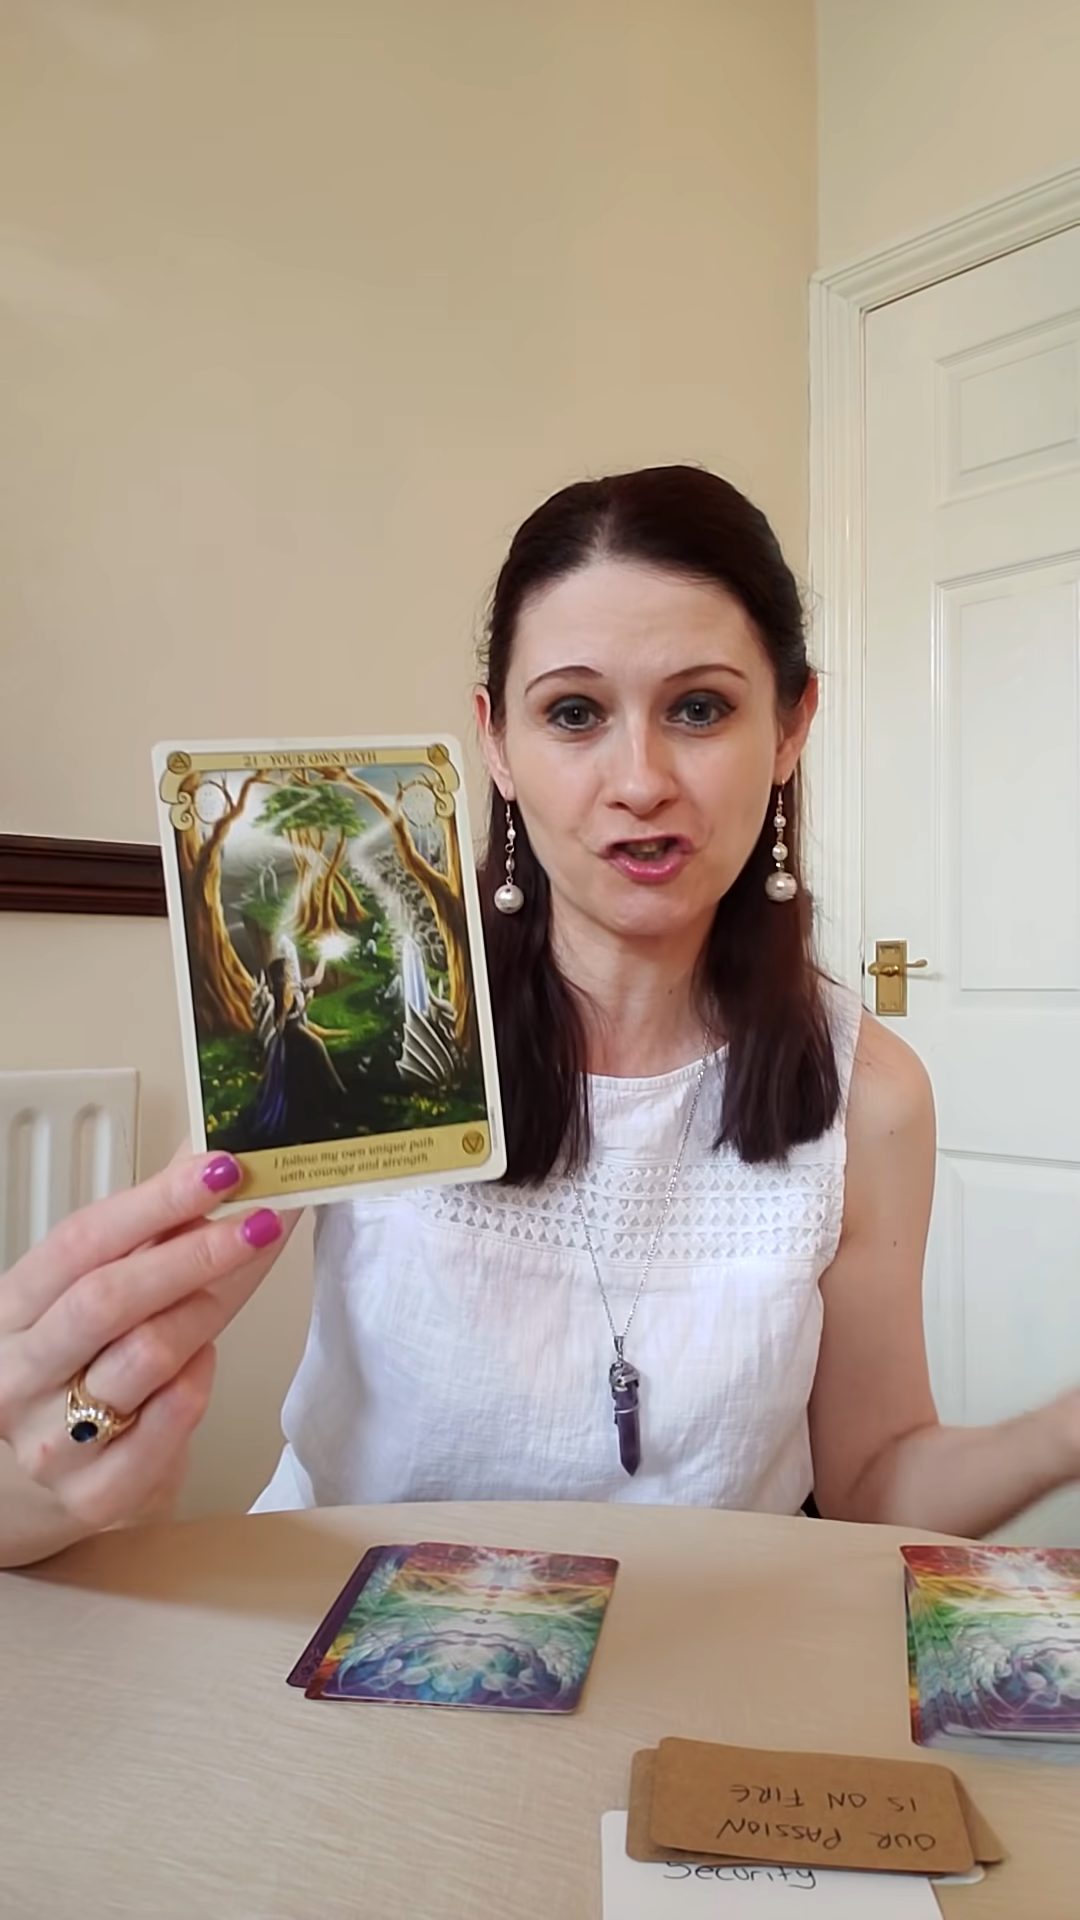 21 - YOUR OWN PATH
I follow my own unique path
with courage and strength.
OUR PASSION
IS ON FIRE
Security